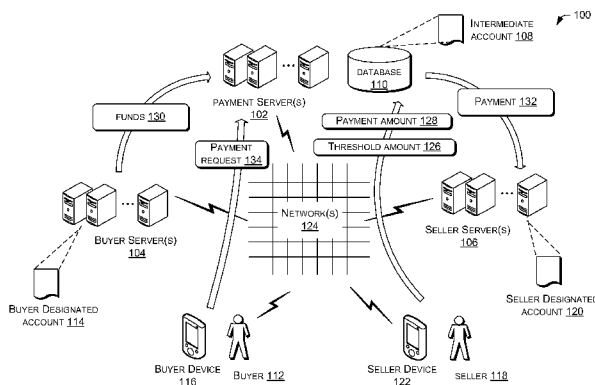 100
INTERMEDIATE
ACCOUNT 108
DATABASE
110
PAYMENT SERVER(S)
102
FUNDS 130
PAYMENT AMOUNT 128
PAYMENT 132
PAYMENT
REQUEST 134
THRESHOLD AMOUNT 126
NETWORK(S)
124
BUYER SERVER(S)
104
SELLER SERVER(S)
106
BUYER DESIGNATED
ACCOUNT 114
SELLER DESIGNATED
ACCOUNT 120
BUYER DEVICE
116
BUYER 112
SELLER DEVICE
122
SELLER 118